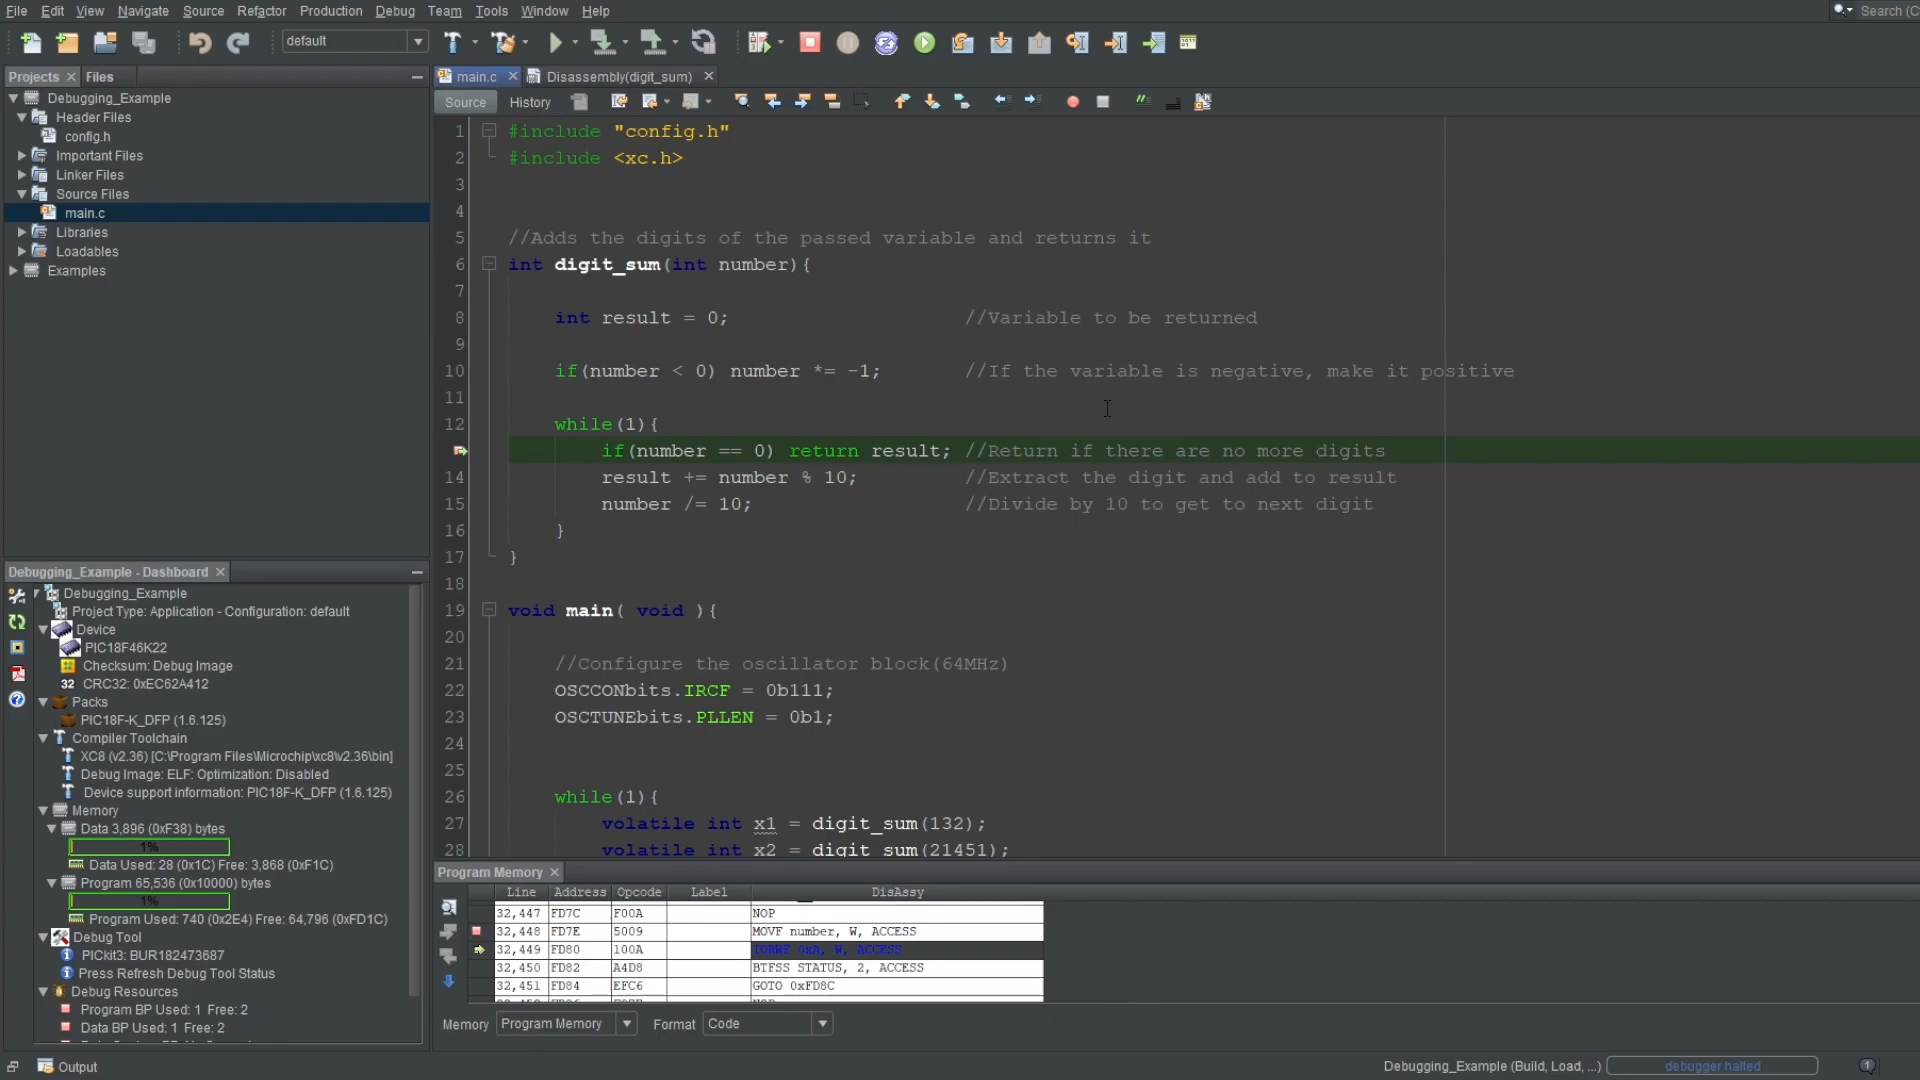 File Edit View Navigate Source Refactor Production Debug Team Tools Window Help
Search (C
default
Projects Files
Debugging_Example
Header Files
config.h
Important Files
Linker Files
Source Files
main.c
Libraries
Loadables
Examples
main.c Disassembly(digit_sum)
Source History
1 #include "config.h"
2 #include <xc.h>
3
4
5 //Adds the digits of the passed variable and returns it
6 int digit_sum(int number){
7
8 int result = 0; //Variable to be returned
9
10 if(number < 0) number *= -1; //If the variable is negative, make it positive
11
12 while(1){
if(number == 0) return result; //Return if there are no more digits
14 result += number % 10; //Extract the digit and add to result
15 number /= 10; //Divide by 10 to get to next digit
16 }
17 }
18
19 void main( void ){
20
21 //Configure the oscillator block(64MHz)
22 OSCCONbits.IRCF = 0b111;
23 OSCTUNEbits.PLLEN = 0b1;
24
25
26 while(1){
27 volatile int x1 = digit_sum(132);
28 volatile int x2 = digit_sum(21451);
Debugging_Example - Dashboard
Debugging_Example
Project Type: Application - Configuration: default
Device
PIC18F46K22
Checksum: Debug Image
32 CRC32: 0xEC62A412
Packs
PIC18F-K_DFP (1.6.125)
Compiler Toolchain
XC8 (v2.36) [C:\Program Files\Microchip\xc8\v2.36\bin]
Debug Image: ELF: Optimization: Disabled
Device support information: PIC18F-K_DFP (1.6.125)
Memory
Data 3,896 (0xF38) bytes
1%
Data Used: 28 (0x1C) Free: 3,868 (0xF1C)
Program 65,536 (0x10000) bytes
1%
Program Used: 740 (0x2E4) Free: 64,796 (0xFD1C)
Debug Tool
PICkit3: BUR182473687
Press Refresh Debug Tool Status
Debug Resources
Program BP Used: 1 Free: 2
Data BP Used: 1 Free: 2
Program Memory
Line Address Opcode Label DisAssy
32,447 FD7C F00A NOP
32,448 FD7E 5009 MOVF number, W, ACCESS
32,449 FD80 100A IORWF 0xA, W, ACCESS
32,450 FD82 A4D8 BTFSS STATUS, 2, ACCESS
32,451 FD84 EFC6 GOTO 0xFD8C
Memory Program Memory Format Code
Output
Debugging_Example (Build, Load, ...) debugger halted 1